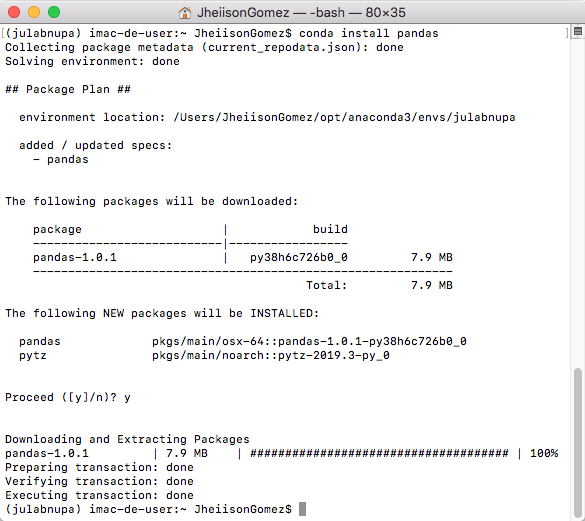 JheiisonGomez — -bash — 80×35
[(julabnupa) imac-de-user:~ JheiisonGomez$ conda install pandas ]
Collecting package metadata (current_repodata.json): done
Solving environment: done

## Package Plan ##

  environment location: /Users/JheiisonGomez/opt/anaconda3/envs/julabnupa

  added / updated specs:
    - pandas


The following packages will be downloaded:

    package                    |            build
    ---------------------------|-----------------
    pandas-1.0.1               |   py38h6c726b0_0         7.9 MB
    ------------------------------------------------------------
                                           Total:         7.9 MB

The following NEW packages will be INSTALLED:

  pandas             pkgs/main/osx-64::pandas-1.0.1-py38h6c726b0_0
  pytz               pkgs/main/noarch::pytz-2019.3-py_0


Proceed ([y]/n)? y


Downloading and Extracting Packages
pandas-1.0.1         | 7.9 MB    | ##################################### | 100%
Preparing transaction: done
Verifying transaction: done
Executing transaction: done
(julabnupa) imac-de-user:~ JheiisonGomez$